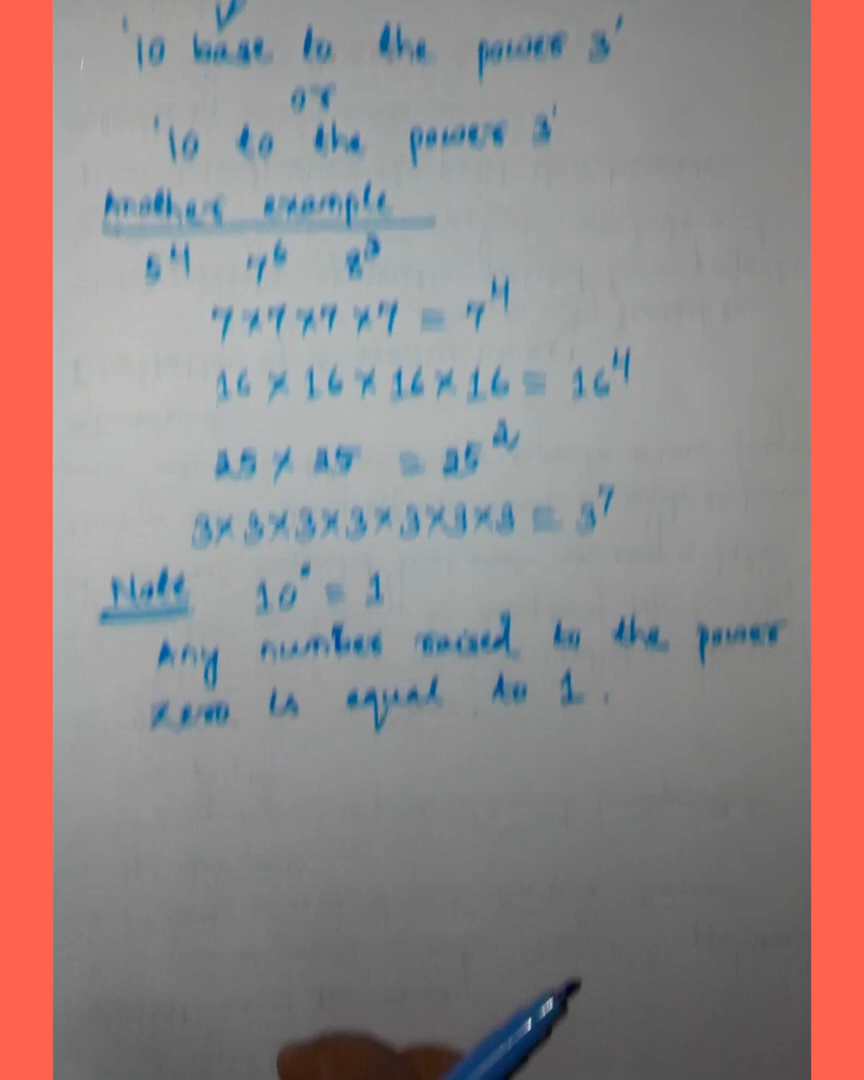 '10 base to the power 3'
or
'10 to the power 3'
Another example
5⁴ 7⁶ 8³
7×7×7×7 = 7⁴
16×16×16×16 = 16⁴
25×25 = 25²
3×3×3×3×3×3×3 = 3⁷
Note 10⁰ = 1
Any number raised to the power
zero is equal to 1.